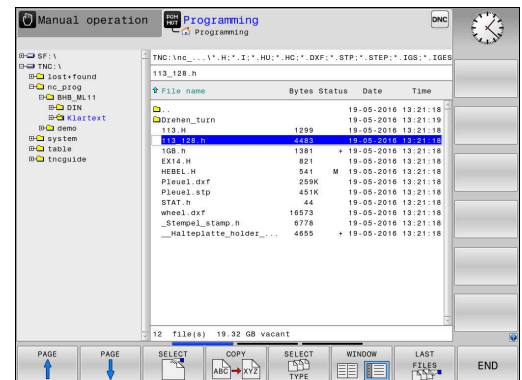 Manual operation
PGM
MGT
Programming
Programming
DNC
SF:\
TNC:\
lost+found
nc_prog
BHB_ML11
DIN
Klartext
demo
system
table
tncguide
TNC:\nc_...\*.H;*.I;*.HU;*.HC;*.DXF;*.STP;*.STEP;*.IGS;*.IGES
113_128.h
File name Bytes Status Date Time
.. 19-05-2016 13:21:18
Drehen_turn 19-05-2016 13:21:19
113.H 1299 19-05-2016 13:21:18
113_128.h 4483 19-05-2016 13:21:18
1GB.h 1381 + 19-05-2016 13:21:18
EX14.H 821 19-05-2016 13:21:18
HEBEL.H 541 M 19-05-2016 13:21:18
Pleuel.dxf 259K 19-05-2016 13:21:18
Pleuel.stp 451K 19-05-2016 13:21:18
STAT.h 44 19-05-2016 13:21:18
wheel.dxf 16573 19-05-2016 13:21:18
_Stempel_stamp.h 6778 19-05-2016 13:21:18
__Halteplatte_holder_... 4655 + 19-05-2016 13:21:18
12 file(s) 19.32 GB vacant
PAGE
PAGE
SELECT
COPY
ABC XYZ
SELECT
TYPE
WINDOW
LAST
FILES
END